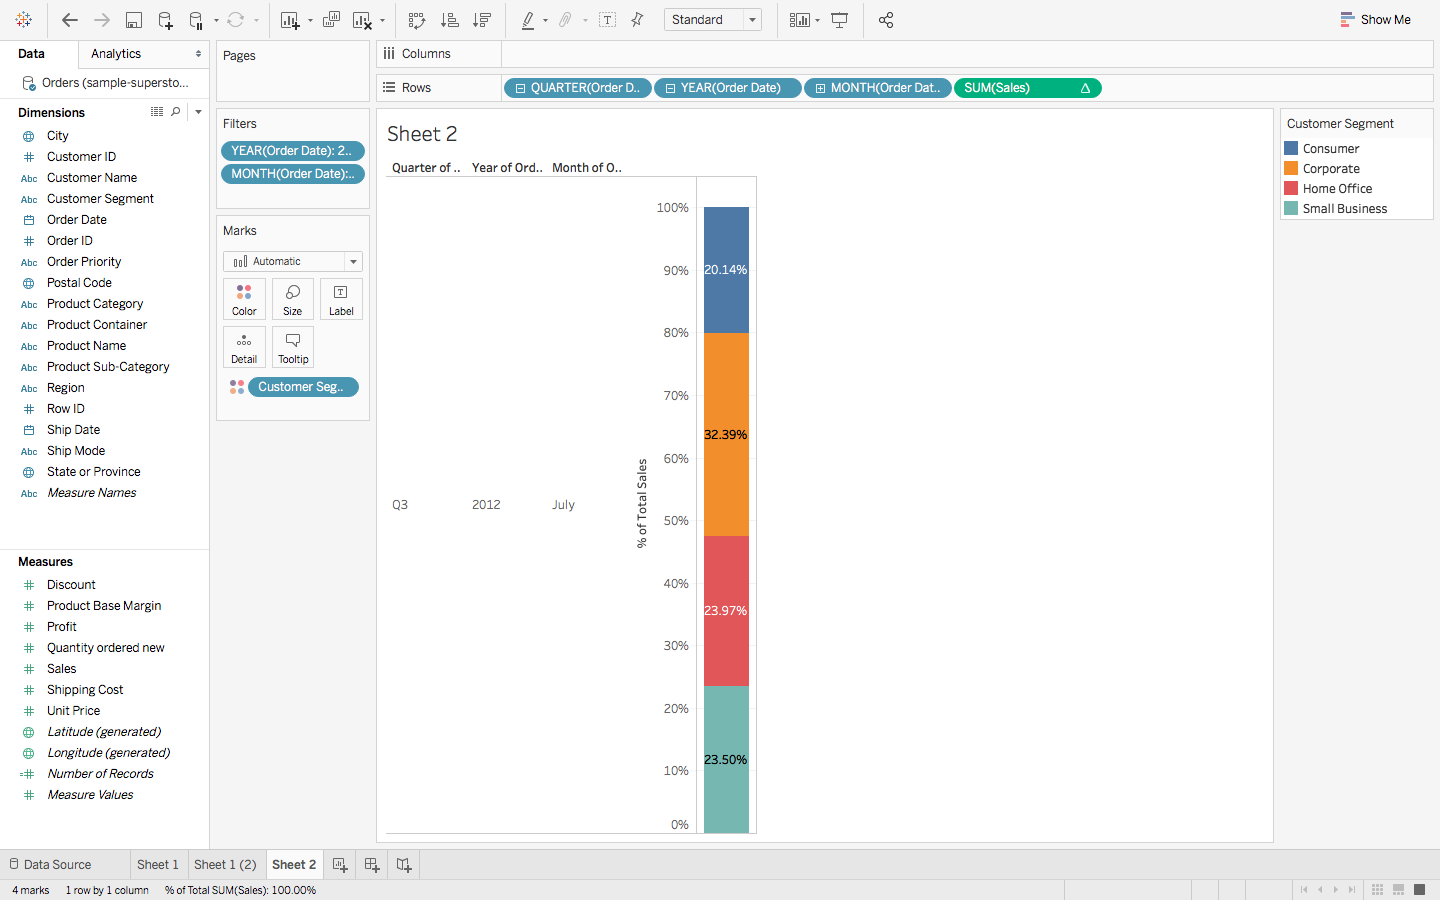 Standard
Show Me
Data
Analytics
Orders (sample-supersto...
Dimensions
City
Customer ID
Customer Name
Customer Segment
Order Date
Order ID
Order Priority
Postal Code
Product Category
Product Container
Product Name
Product Sub-Category
Region
Row ID
Ship Date
Ship Mode
State or Province
Measure Names
Abc
Abc
Abc
Abc
Abc
Abc
Abc
Abc
Abc
Abc
Measures
Discount
Product Base Margin
Profit
Quantity ordered new
Sales
Shipping Cost
Unit Price
Latitude (generated)
Longitude (generated)
Number of Records
Measure Values
Pages
Filters
YEAR(Order Date): 2..
MONTH(Order Date):..
Marks
Automatic
Color
Size
Label
Detail
Tooltip
Customer Seg..
Columns
Rows
QUARTER(Order D..
YEAR(Order Date)
MONTH(Order Dat..
SUM(Sales)
Sheet 2
Quarter of ..
Year of Ord..
Month of O..
Q3
2012
July
% of Total Sales
100%
90%
80%
70%
60%
50%
40%
30%
20%
10%
0%
20.14%
32.39%
23.97%
23.50%
Customer Segment
Consumer
Corporate
Home Office
Small Business
Data Source
Sheet 1
Sheet 1 (2)
Sheet 2
4 marks
1 row by 1 column
% of Total SUM(Sales): 100.00%